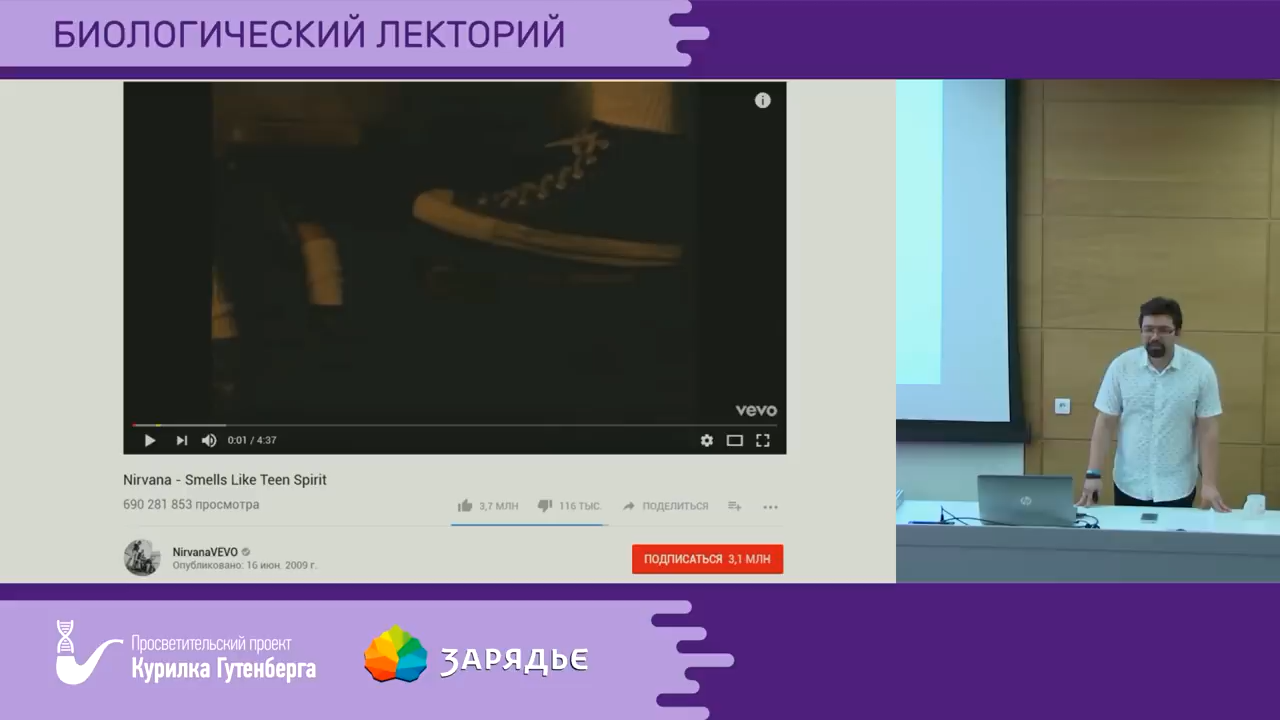 БИОЛОГИЧЕСКИЙ ЛЕКТОРИЙ
vevo
0:01 / 4:37
Nirvana - Smells Like Teen Spirit
690 281 853 просмотра
3,7 МЛН
116 ТЫС.
ПОДЕЛИТЬСЯ
NirvanaVEVO
Опубликовано: 16 июн. 2009 г.
ПОДПИСАТЬСЯ 3,1 МЛН
hp
Просветительский проект
Курилка Гутенберга
ЗАРЯДЬЕ